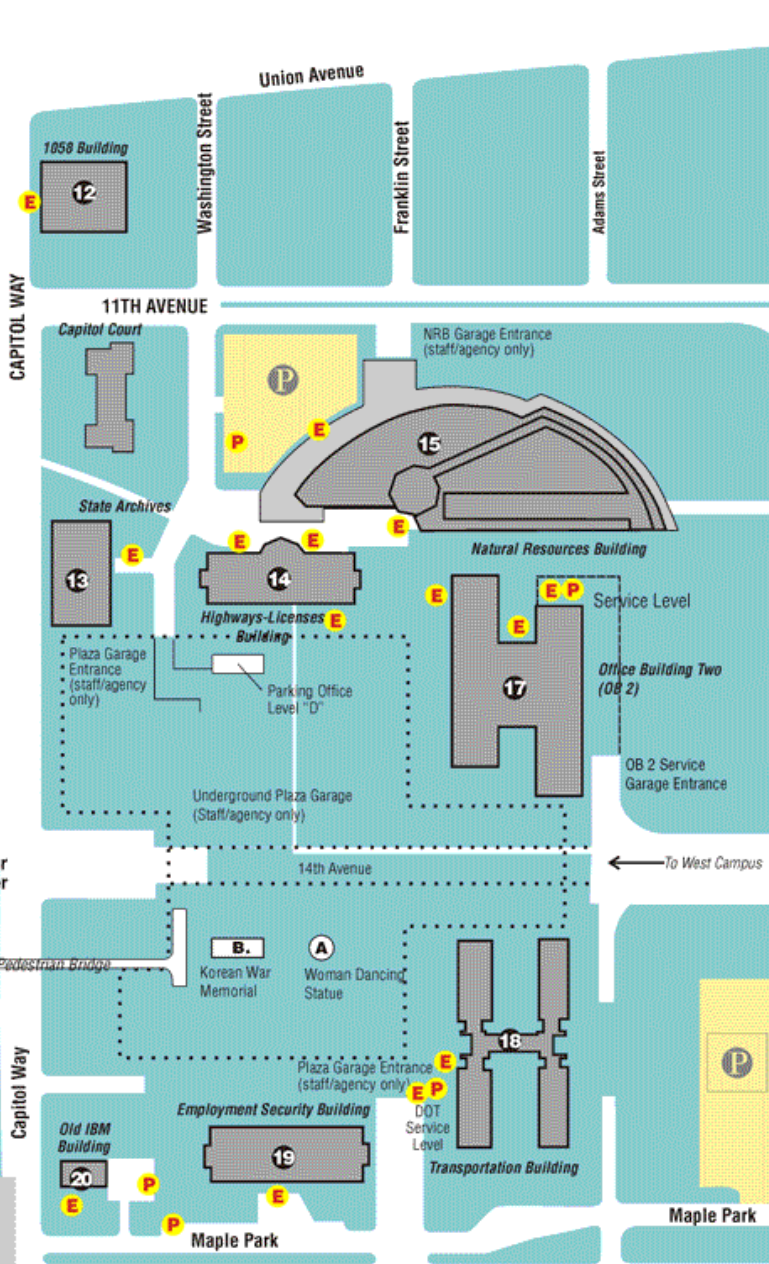 Union Avenue
Washington Street
Franklin Street
Adams Street
1058 Building
12
E
CAPITOL WAY
11TH AVENUE
Capitol Court
NRB Garage Entrance
(staff/agency only)
P
E
P
15
State Archives
E
E
E
E
13
14
Natural Resources Building
Highways-Licenses
Building
E
E
E P
Service Level
E
17
Office Building Two
(OB 2)
Plaza Garage
Entrance
(staff/agency
only)
Parking Office
Level "D"
OB 2 Service
Garage Entrance
Underground Plaza Garage
(Staff/agency only)
14th Avenue
To West Campus
r
r
Pedestrian Bridge
B.
Korean War
Memorial
A
Woman Dancing
Statue
18
Plaza Garage Entrance
(staff/agency only)
E
E P
DOT
Service
Level
P
Capitol Way
Employment Security Building
Old IBM
Building
19
20
E
P
E
P
Transportation Building
Maple Park
Maple Park